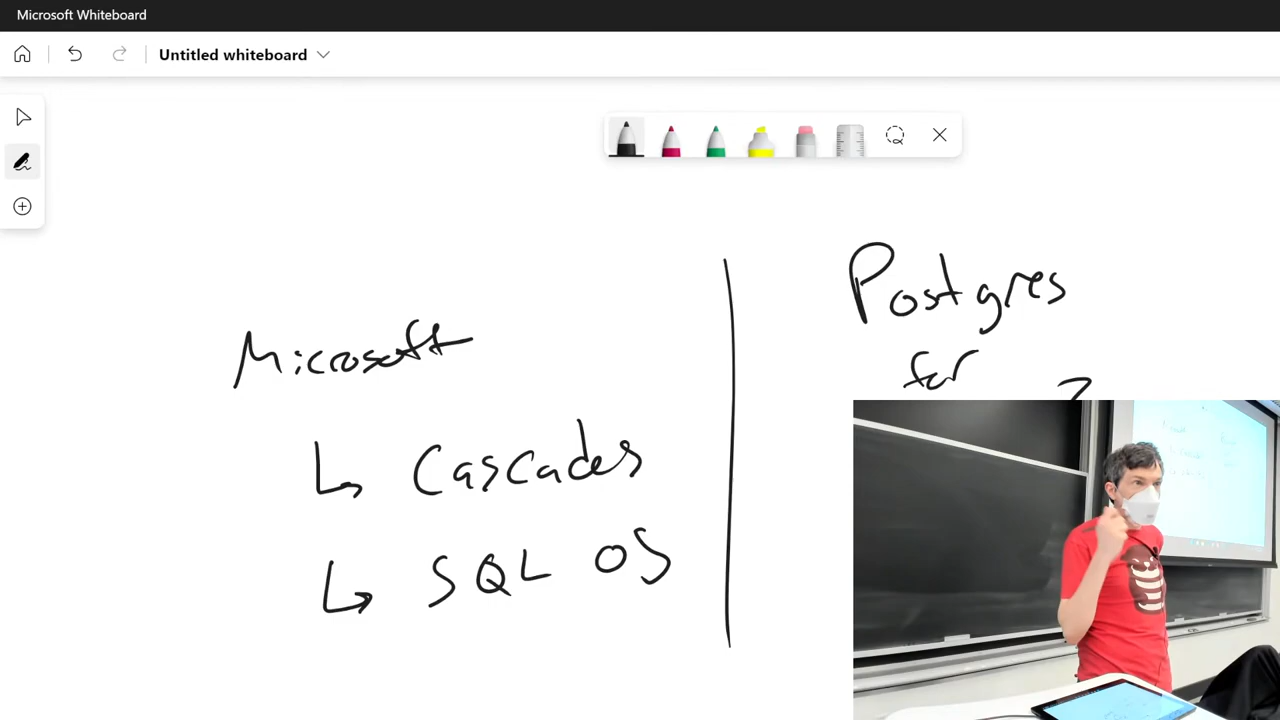 Microsoft Whiteboard
Untitled whiteboard
Microsoft
↳ Cascades
↳ SQL OS
Postgres
for